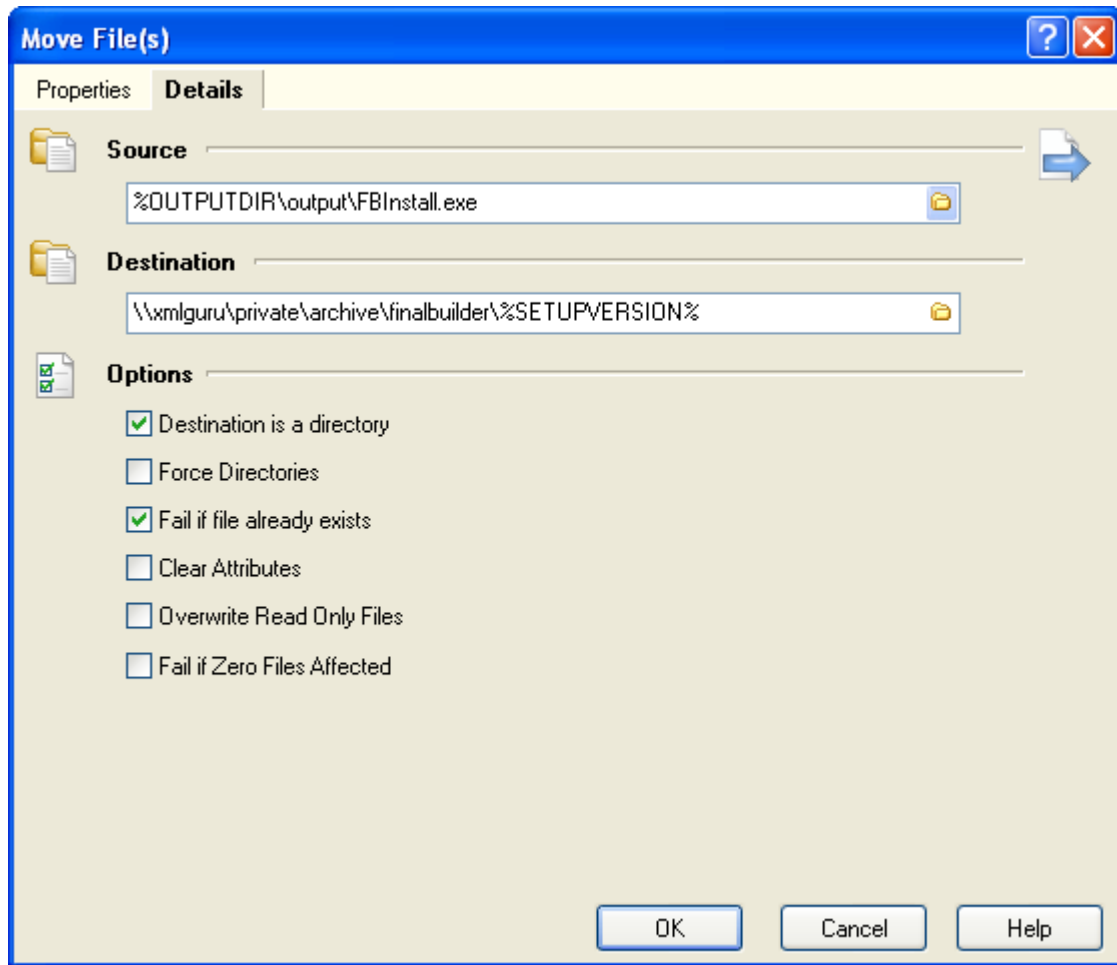 Move File(s)
Properties Details
Source
%OUTPUTDIR\output\FBInstall.exe
Destination
\\xmlguru\private\archive\finalbuilder\%SETUPVERSION%
Options
Destination is a directory
Force Directories
Fail if file already exists
Clear Attributes
Overwrite Read Only Files
Fail if Zero Files Affected
OK Cancel Help